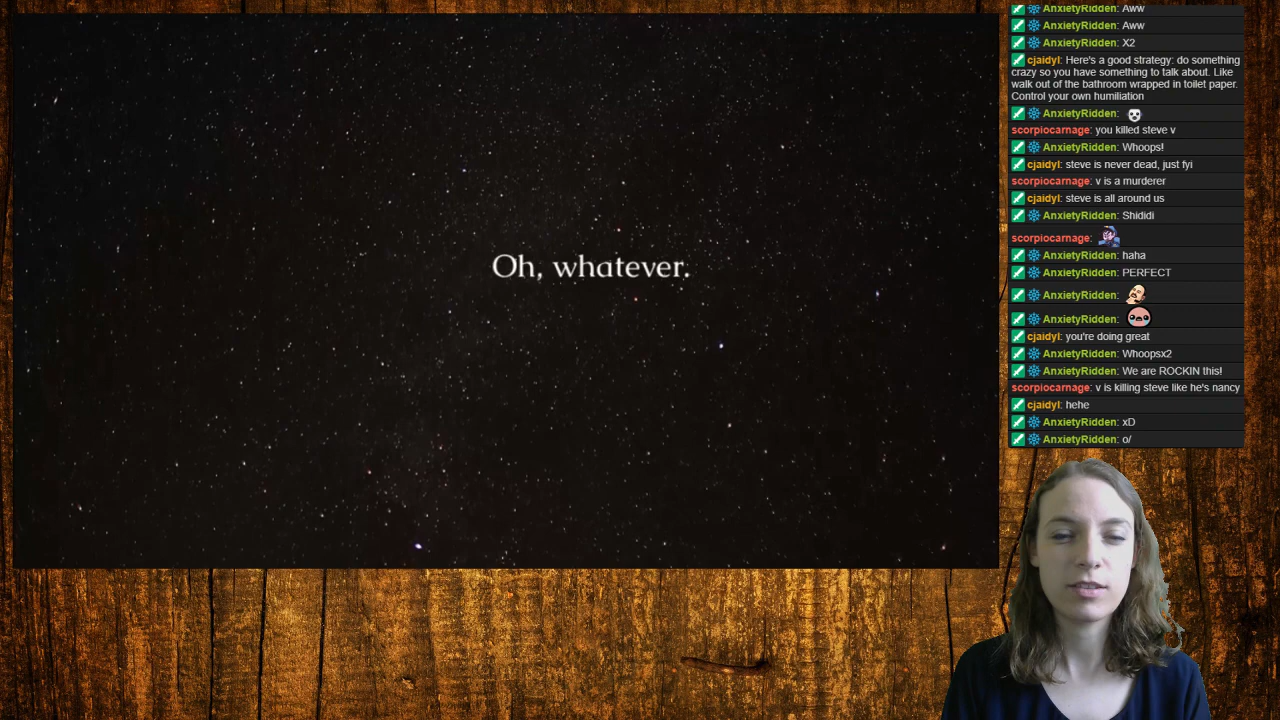 Oh, whatever.
AnxietyRidden: Aww
AnxietyRidden: Aww
AnxietyRidden: X2
cjaidyl: Here's a good strategy: do something
crazy so you have something to talk about. Like
walk out of the bathroom wrapped in toilet paper.
Control your own humiliation
AnxietyRidden:
scorpiocarnage: you killed steve v
AnxietyRidden: Whoops!
cjaidyl: steve is never dead, just fyi
scorpiocarnage: v is a murderer
cjaidyl: steve is all around us
AnxietyRidden: Shididi
scorpiocarnage:
AnxietyRidden: haha
AnxietyRidden: PERFECT
AnxietyRidden:
AnxietyRidden:
cjaidyl: you're doing great
AnxietyRidden: Whoopsx2
AnxietyRidden: We are ROCKIN this!
scorpiocarnage: v is killing steve like he's nancy
cjaidyl: hehe
AnxietyRidden: xD
AnxietyRidden: o/